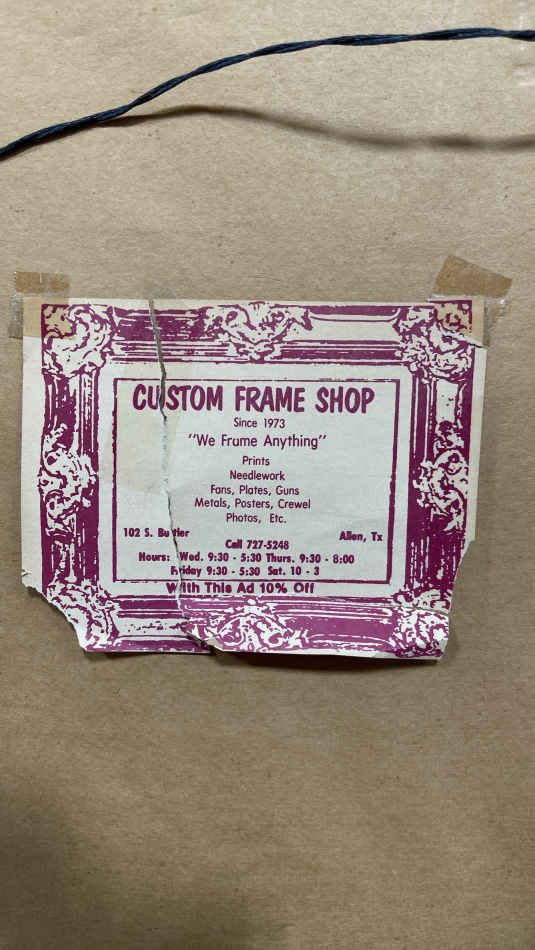 CUSTOM FRAME SHOP
Since 1973
"We Frame Anything"
Prints
Needlework
Fans, Plates, Guns
Metals, Posters, Crewel
Photos, Etc.
102 S. Butler Allen, Tx
Call 727-5248
Hours: Wed. 9:30 - 5:30 Thurs. 9:30 - 8:00
Friday 9:30 - 5:30 Sat. 10 - 3
With This Ad 10% Off